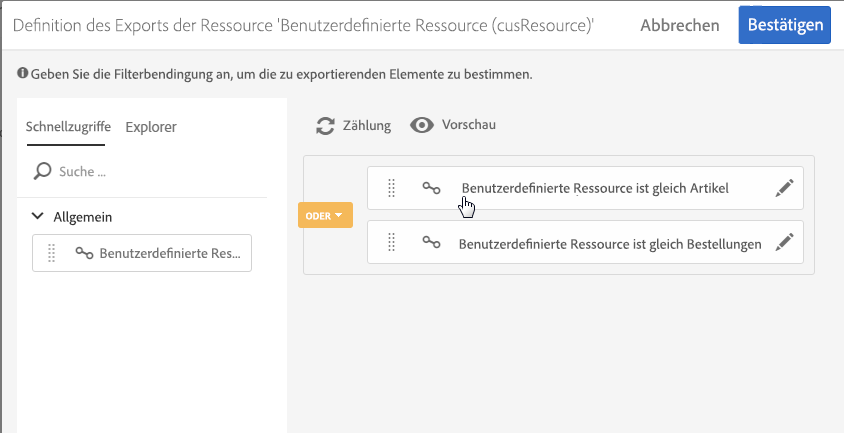 Definition des Exports der Ressource 'Benutzerdefinierte Ressource (cusResource)'
Abbrechen
Bestätigen
Geben Sie die Filterbendingung an, um die zu exportierenden Elemente zu bestimmen.
Schnellzugriffe
Explorer
Suche ...
Allgemein
Benutzerdefinierte Res...
Zählung
Vorschau
Benutzerdefinierte Ressource ist gleich Artikel
ODER
Benutzerdefinierte Ressource ist gleich Bestellungen